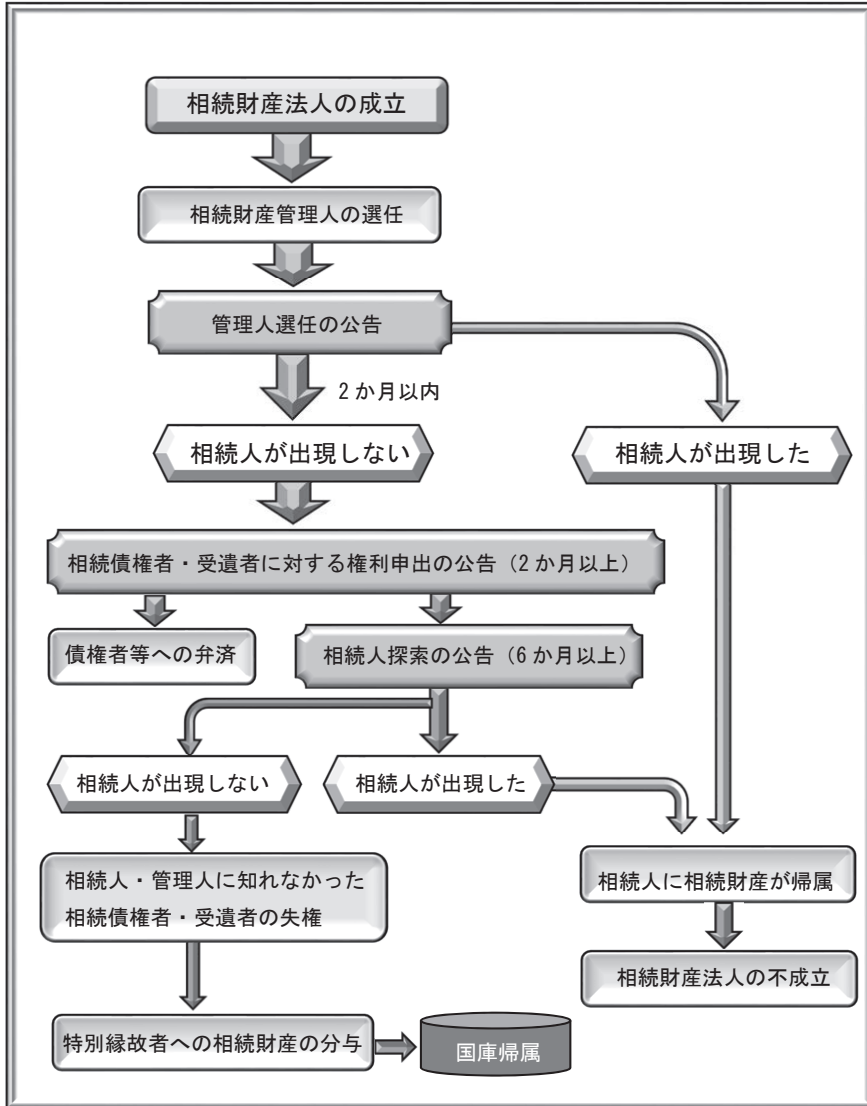 相続財産法人の成立
相続財産管理人の選任
管理人選任の公告
2か月以内
相続人が出現しない
相続人が出現した
相続債権者・受遺者に対する権利申出の公告（2か月以上）
債権者等への弁済
相続人探索の公告（6か月以上）
相続人が出現しない
相続人が出現した
相続人・管理人に知れなかった
相続債権者・受遺者の失権
相続人に相続財産が帰属
相続財産法人の不成立
特別縁故者への相続財産の分与
国庫帰属